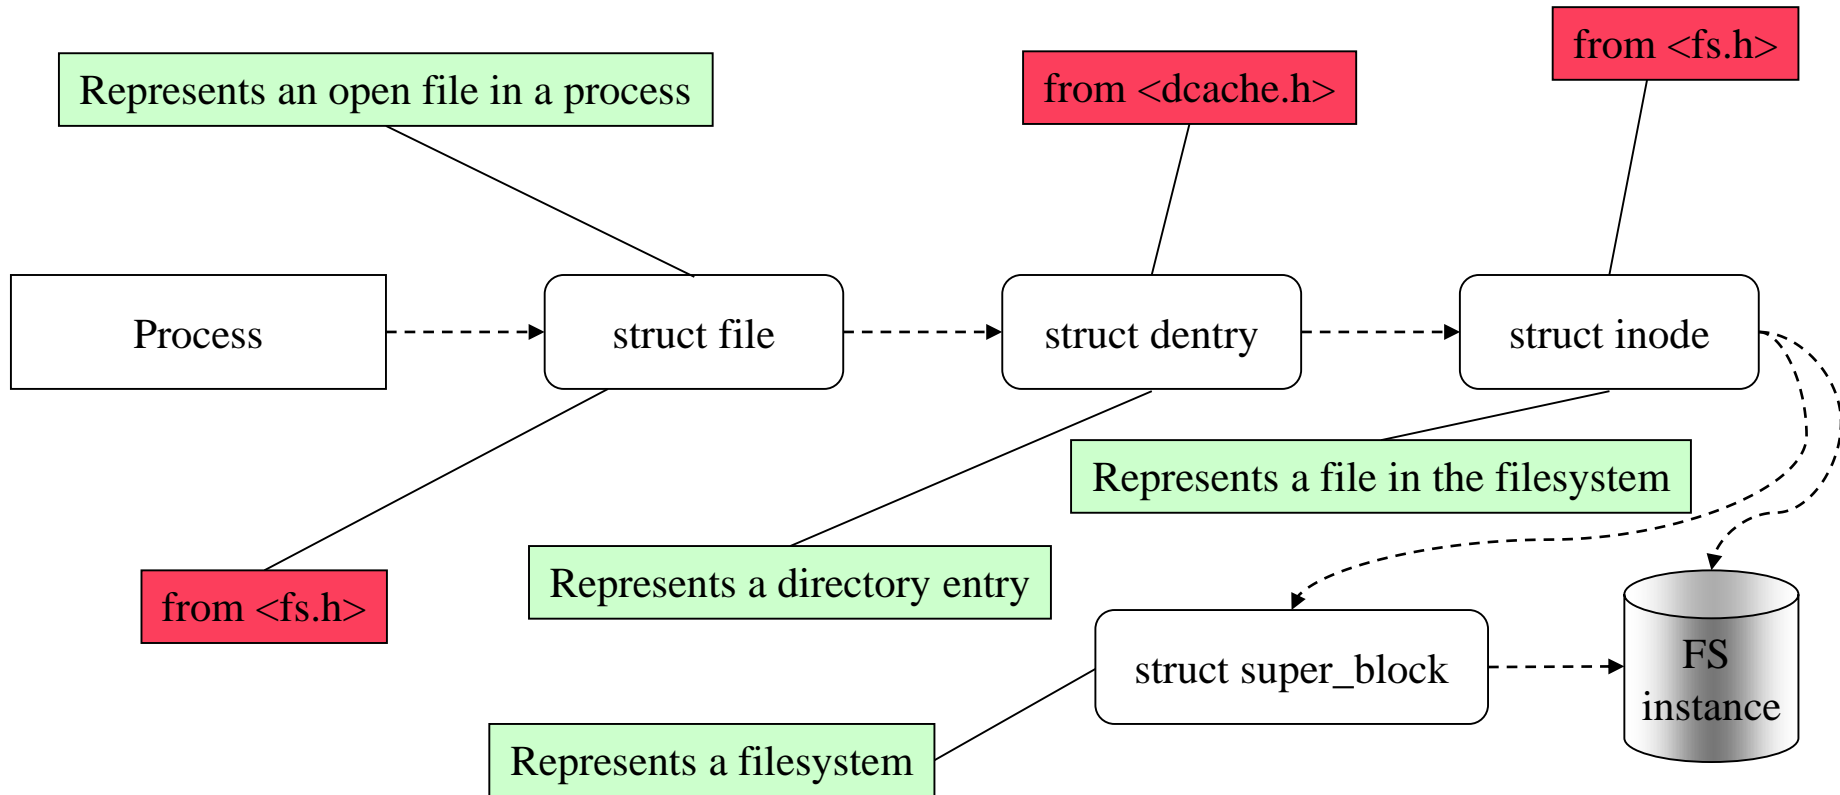 from <fs.h>
Represents an open file in a process
from <dcache.h>
Process
struct file
struct dentry
struct inode
Represents a file in the filesystem
Represents a directory entry
from <fs.h>
struct super_block
FS
instance
Represents a filesystem